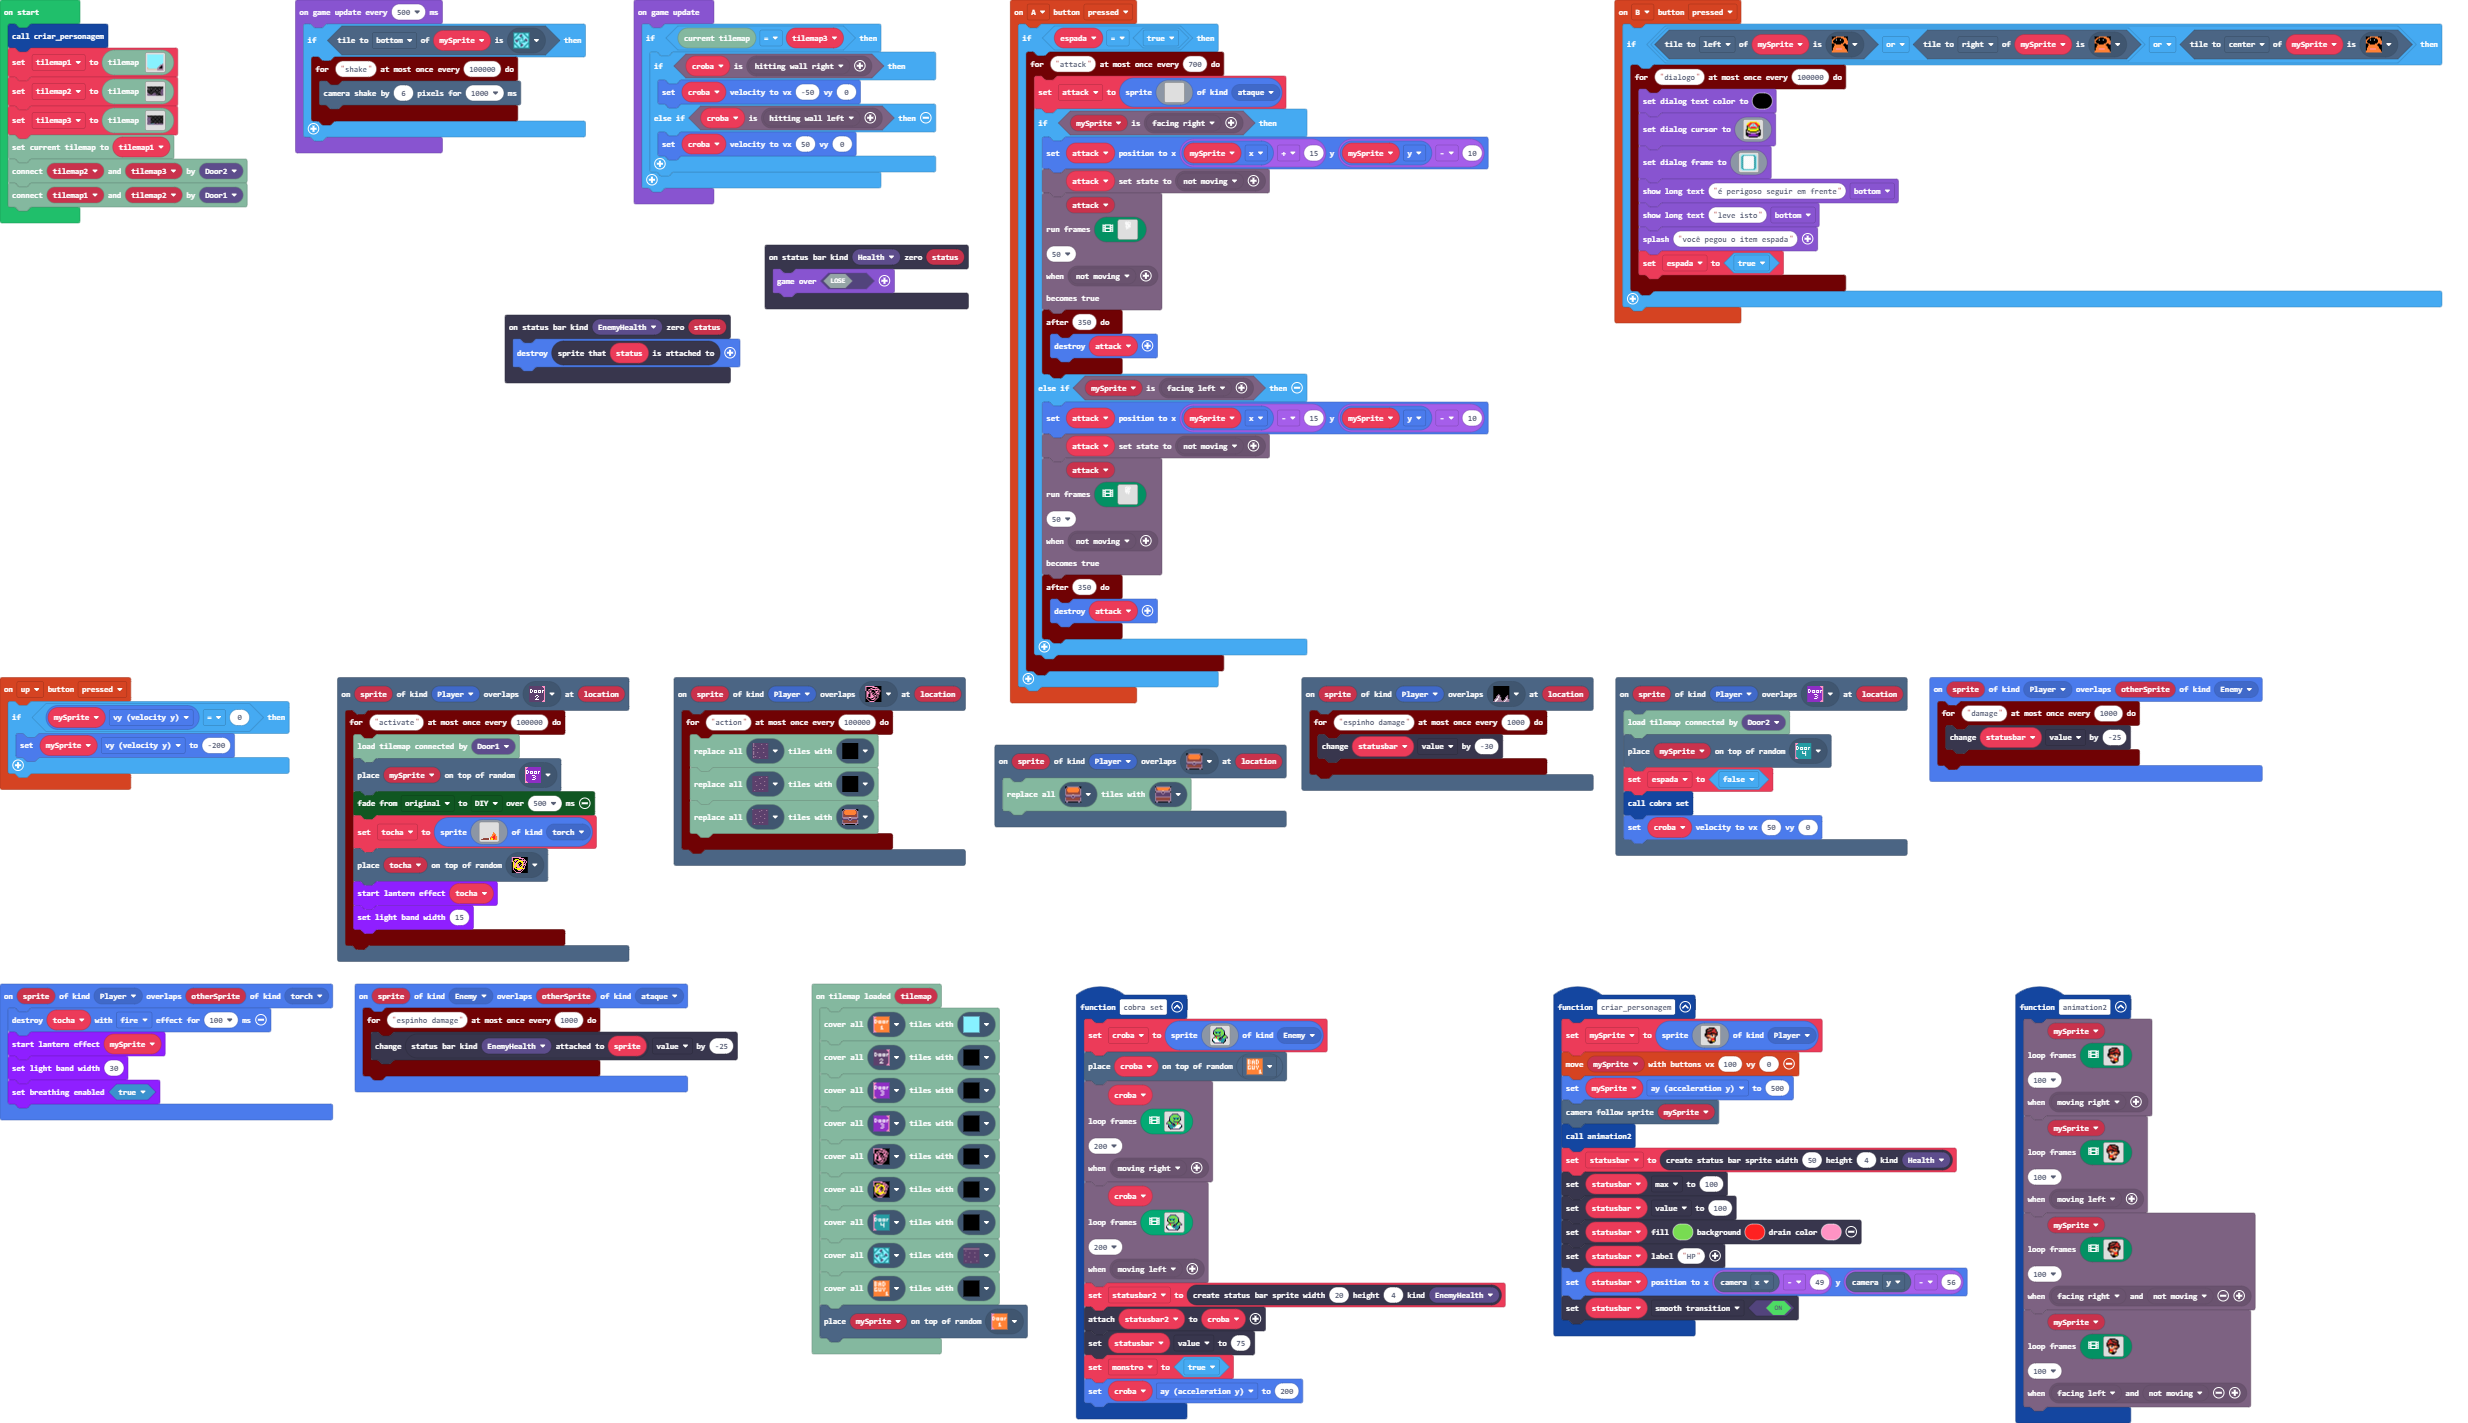 on start
call criar_personagem
set tilemap1 to tilemap
set tilemap2 to tilemap
set tilemap3 to tilemap
set current tilemap to tilemap1
connect tilemap2 and tilemap3 by Door2
connect tilemap1 and tilemap2 by Door1
on game update every 500 ms
if tile to bottom of mySprite is then
for "shake" at most once every 100000 do
camera shake by 6 pixels for 1000 ms
on game update
if current tilemap = tilemap3 then
if croba is hitting wall right then
set croba velocity to vx -50 vy 0
else if croba is hitting wall left then
set croba velocity to vx 50 vy 0
on status bar kind Health zero status
game over LOSE
on status bar kind EnemyHealth zero status
destroy sprite that status is attached to
on A button pressed
if espada = true then
for "attack" at most once every 700 do
set attack to sprite of kind ataque
if mySprite is facing right then
set attack position to x mySprite x + 15 y mySprite y - 10
attack set state to not moving
attack
run frames
50
when not moving
becomes true
after 350 do
destroy attack
else if mySprite is facing left then
set attack position to x mySprite x - 15 y mySprite y - 10
attack set state to not moving
attack
run frames
50
when not moving
becomes true
after 350 do
destroy attack
on B button pressed
if tile to left of mySprite is or tile to right of mySprite is or tile to center of mySprite is then
for "dialogo" at most once every 100000 do
set dialog text color to
set dialog cursor to
set dialog frame to
show long text "é perigoso seguir em frente" bottom
show long text "leve isto" bottom
splash "você pegou o item espada"
set espada to true
on up button pressed
if mySprite vy (velocity y) = 0 then
set mySprite vy (velocity y) to -200
on sprite of kind Player overlaps Door 2 at location
for "activate" at most once every 100000 do
load tilemap connected by Door1
place mySprite on top of random Door 3
fade from original to DIY over 500 ms
set tocha to sprite of kind torch
place tocha on top of random
start lantern effect tocha
set light band width 15
on sprite of kind Player overlaps at location
for "action" at most once every 100000 do
replace all tiles with
replace all tiles with
replace all tiles with
on sprite of kind Player overlaps at location
replace all tiles with
on sprite of kind Player overlaps at location
for "espinho damage" at most once every 1000 do
change statusbar value by -30
on sprite of kind Player overlaps Door 3 at location
load tilemap connected by Door2
place mySprite on top of random Door 4
set espada to false
call cobra set
set croba velocity to vx 50 vy 0
on sprite of kind Player overlaps otherSprite of kind Enemy
for "damage" at most once every 1000 do
change statusbar value by -25
on sprite of kind Player overlaps otherSprite of kind torch
destroy tocha with fire effect for 100 ms
start lantern effect mySprite
set light band width 30
set breathing enabled true
on sprite of kind Enemy overlaps otherSprite of kind ataque
for "espinho damage" at most once every 1000 do
change status bar kind EnemyHealth attached to sprite value by -25
on tilemap loaded tilemap
cover all Door 1 tiles with
cover all Door 2 tiles with
cover all Door 3 tiles with
cover all Door 3 tiles with
cover all tiles with
cover all tiles with
cover all Door 4 tiles with
cover all tiles with
cover all BAD GUY 1 tiles with
place mySprite on top of random Door 1
function cobra set
set croba to sprite of kind Enemy
place croba on top of random BAD GUY 1
croba
loop frames
200
when moving right
croba
loop frames
200
when moving left
set statusbar2 to create status bar sprite width 20 height 4 kind EnemyHealth
attach statusbar2 to croba
set statusbar value to 75
set monstro to true
set croba ay (acceleration y) to 200
function criar_personagem
set mySprite to sprite of kind Player
move mySprite with buttons vx 100 vy 0
set mySprite ay (acceleration y) to 500
camera follow sprite mySprite
call animation2
set statusbar to create status bar sprite width 50 height 4 kind Health
set statusbar max to 100
set statusbar value to 100
set statusbar fill background drain color
set statusbar label "HP"
set statusbar position to x camera x - 49 y camera y - 56
set statusbar smooth transition ON
function animation2
mySprite
loop frames
100
when moving right
mySprite
loop frames
100
when moving left
mySprite
loop frames
100
when facing right and not moving
mySprite
loop frames
100
when facing left and not moving